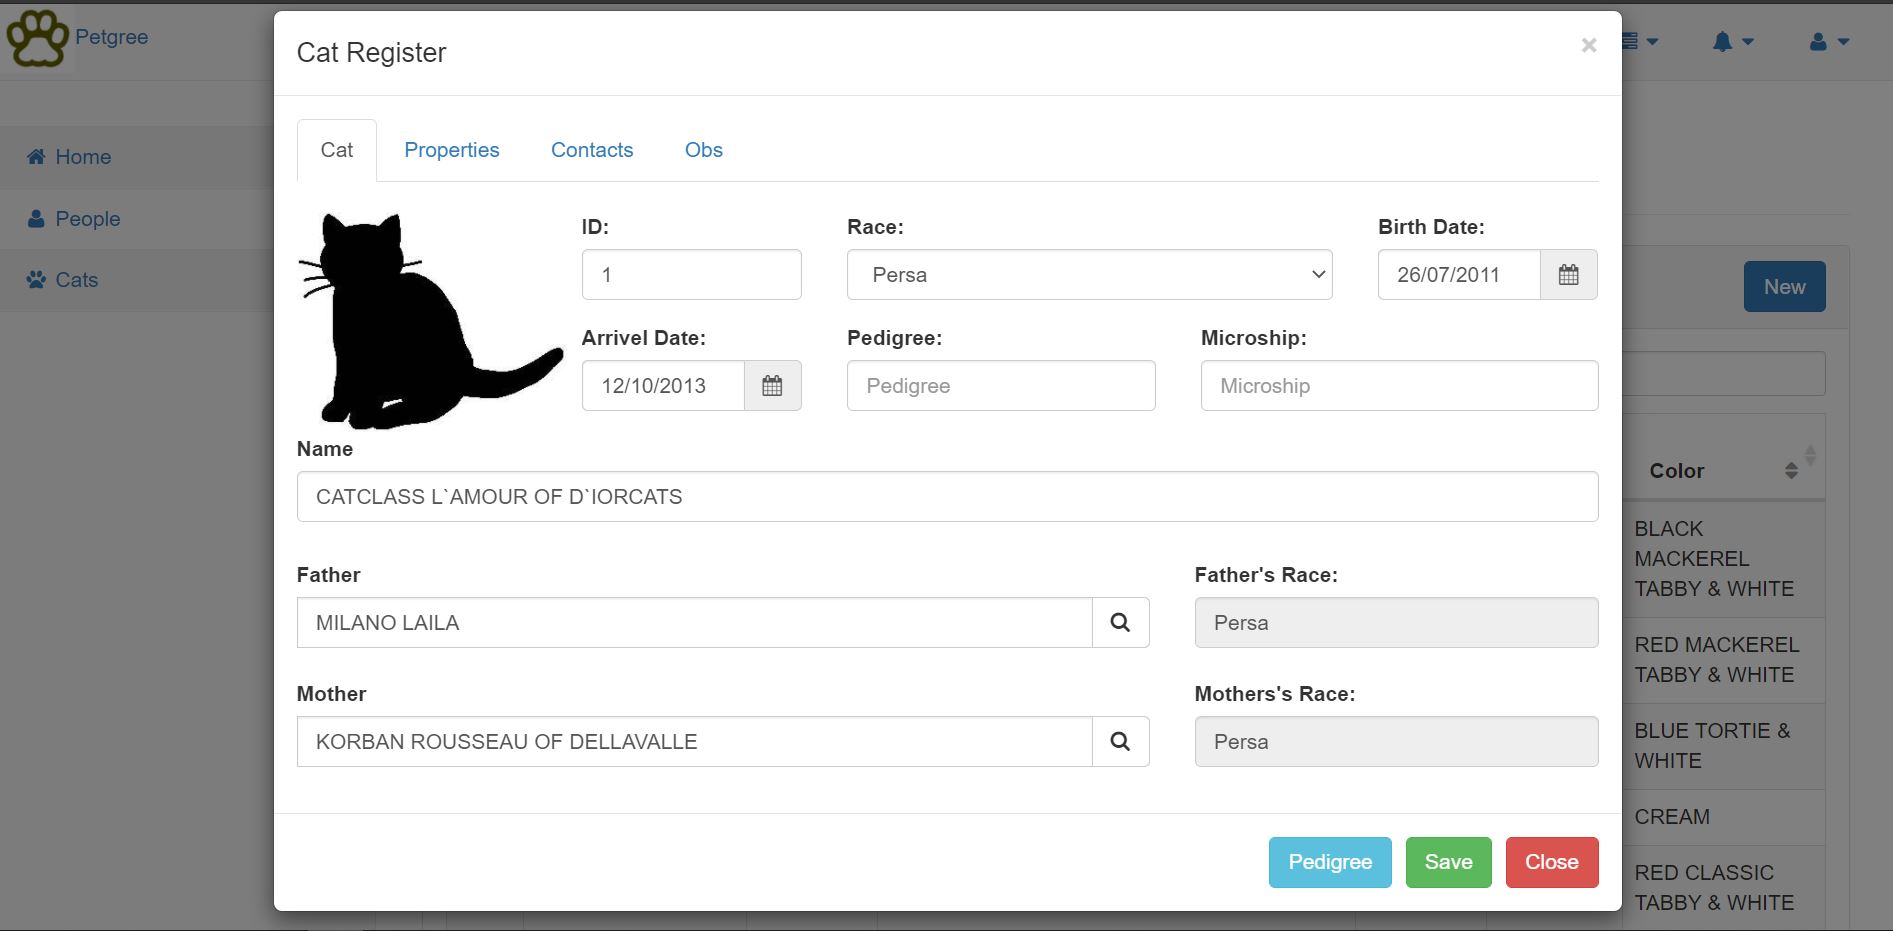 Petgree
Home
People
Cats
Cat Register
×
Cat Properties Contacts Obs
ID: Race: Birth Date:
1 Persa 26/07/2011
Arrivel Date: Pedigree: Microship:
12/10/2013 Pedigree Microship
Name
CATCLASS L`AMOUR OF D`IORCATS
Father Father's Race:
MILANO LAILA Persa
Mother Mothers's Race:
KORBAN ROUSSEAU OF DELLAVALLE Persa
Pedigree Save Close
New
Color
BLACK
MACKEREL
TABBY & WHITE
RED MACKEREL
TABBY & WHITE
BLUE TORTIE &
WHITE
CREAM
RED CLASSIC
TABBY & WHITE